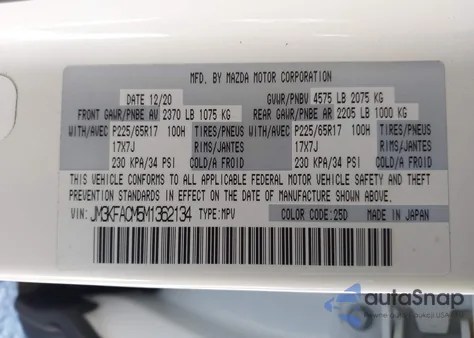 MFD. BY MAZDA MOTOR CORPORATION
DATE 12/20 GVWR/PNBV 4575 LB 2075 KG
FRONT GAWR/PNBE AV 2370 LB 1075 KG REAR GAWR/PNBE AR 2205 LB 1000 KG
WITH/AVEC P225/65R17 100H TIRES/PNEUS WITH/AVEC P225/65R17 100H TIRES/PNEUS
17X7J RIMS/JANTES 17X7J RIMS/JANTES
230 KPA/34 PSI COLD/A FROID 230 KPA/34 PSI COLD/A FROID
THIS VEHICLE CONFORMS TO ALL APPLICABLE FEDERAL MOTOR VEHICLE SAFETY AND THEFT
PREVENTION STANDARDS IN EFFECT ON THE DATE OF MANUFACTURE SHOWN ABOVE.
VIN: JM3KFACM5M1362134 TYPE: MPV COLOR CODE: 25D MADE IN JAPAN
autoSnap
Pewne auto z aukcji USA